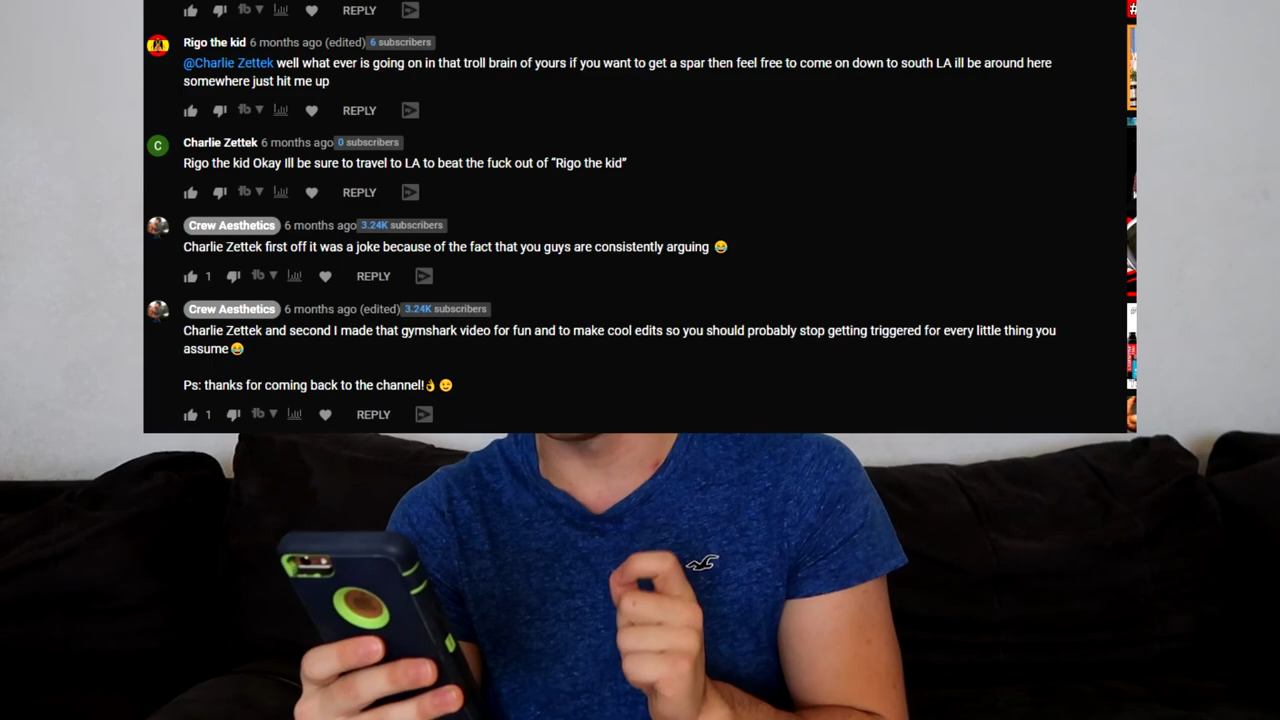 REPLY
Rigo the kid 6 months ago (edited) 6 subscribers
@Charlie Zettek well what ever is going on in that troll brain of yours if you want to get a spar then feel free to come on down to south LA ill be around here
somewhere just hit me up
REPLY
C
Charlie Zettek 6 months ago 0 subscribers
Rigo the kid Okay Ill be sure to travel to LA to beat the fuck out of “Rigo the kid”
REPLY
Crew Aesthetics 6 months ago 3.24K subscribers
Charlie Zettek first off it was a joke because of the fact that you guys are consistently arguing 😂
1 REPLY
Crew Aesthetics 6 months ago (edited) 3.24K subscribers
Charlie Zettek and second I made that gymshark video for fun and to make cool edits so you should probably stop getting triggered for every little thing you
assume😂
Ps: thanks for coming back to the channel!👌😉
1 REPLY